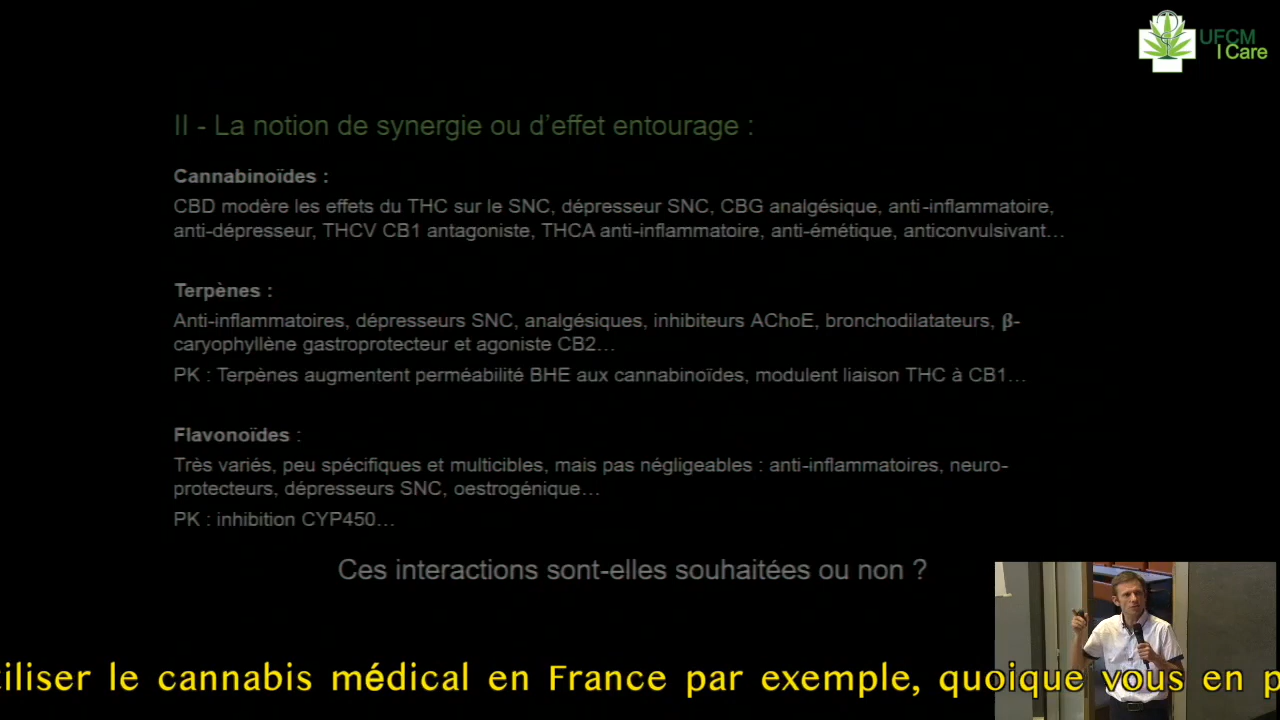 UFCM
I Care
II - La notion de synergie ou d’effet entourage :
Cannabinoïdes :
CBD modère les effets du THC sur le SNC, dépresseur SNC, CBG analgésique, anti-inflammatoire,
anti-dépresseur, THCV CB1 antagoniste, THCA anti-inflammatoire, anti-émétique, anticonvulsivant…
Terpènes :
Anti-inflammatoires, dépresseurs SNC, analgésiques, inhibiteurs AChoE, bronchodilatateurs, β-
caryophyllène gastroprotecteur et agoniste CB2…
PK : Terpènes augmentent perméabilité BHE aux cannabinoïdes, modulent liaison THC à CB1…
Flavonoïdes :
Très variés, peu spécifiques et multicibles, mais pas négligeables : anti-inflammatoires, neuro-
protecteurs, dépresseurs SNC, oestrogénique…
PK : inhibition CYP450…
Ces interactions sont-elles souhaitées ou non ?
tiliser le cannabis médical en France par exemple, quoique vous en p